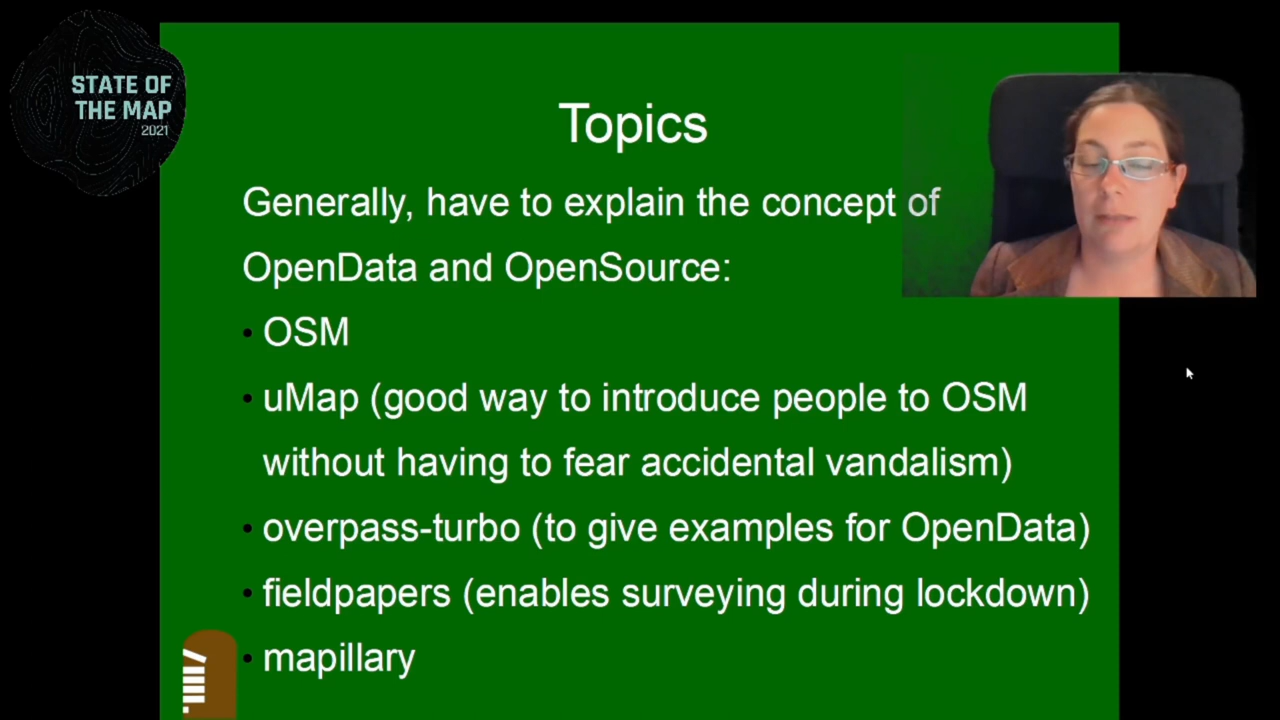 STATE OF
THE MAP
2021
Topics
Generally, have to explain the concept of
OpenData and OpenSource:
• OSM
• uMap (good way to introduce people to OSM
without having to fear accidental vandalism)
• overpass-turbo (to give examples for OpenData)
• fieldpapers (enables surveying during lockdown)
• mapillary